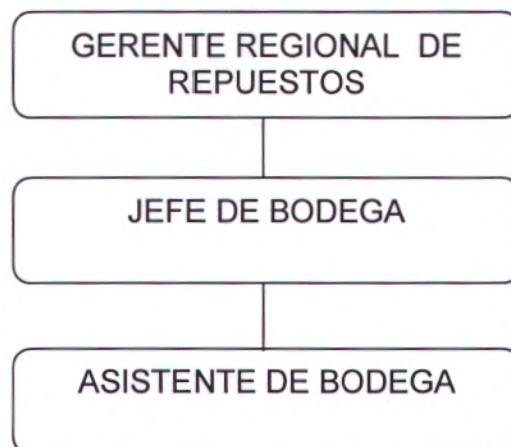 GERENTE REGIONAL DE
REPUESTOS
JEFE DE BODEGA
ASISTENTE DE BODEGA